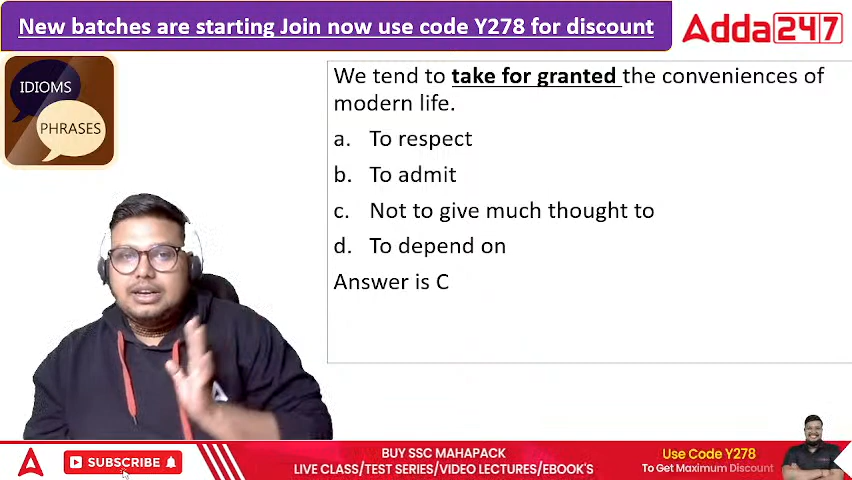 New batches are starting Join now use code Y278 for discount
Adda247
IDIOMS
PHRASES
We tend to take for granted the conveniences of
modern life.
a. To respect
b. To admit
c. Not to give much thought to
d. To depend on
Answer is C
SUBSCRIBE
BUY SSC MAHAPACK
LIVE CLASS/TEST SERIES/VIDEO LECTURES/EBOOK'S
Use Code Y278
To Get Maximum Discount